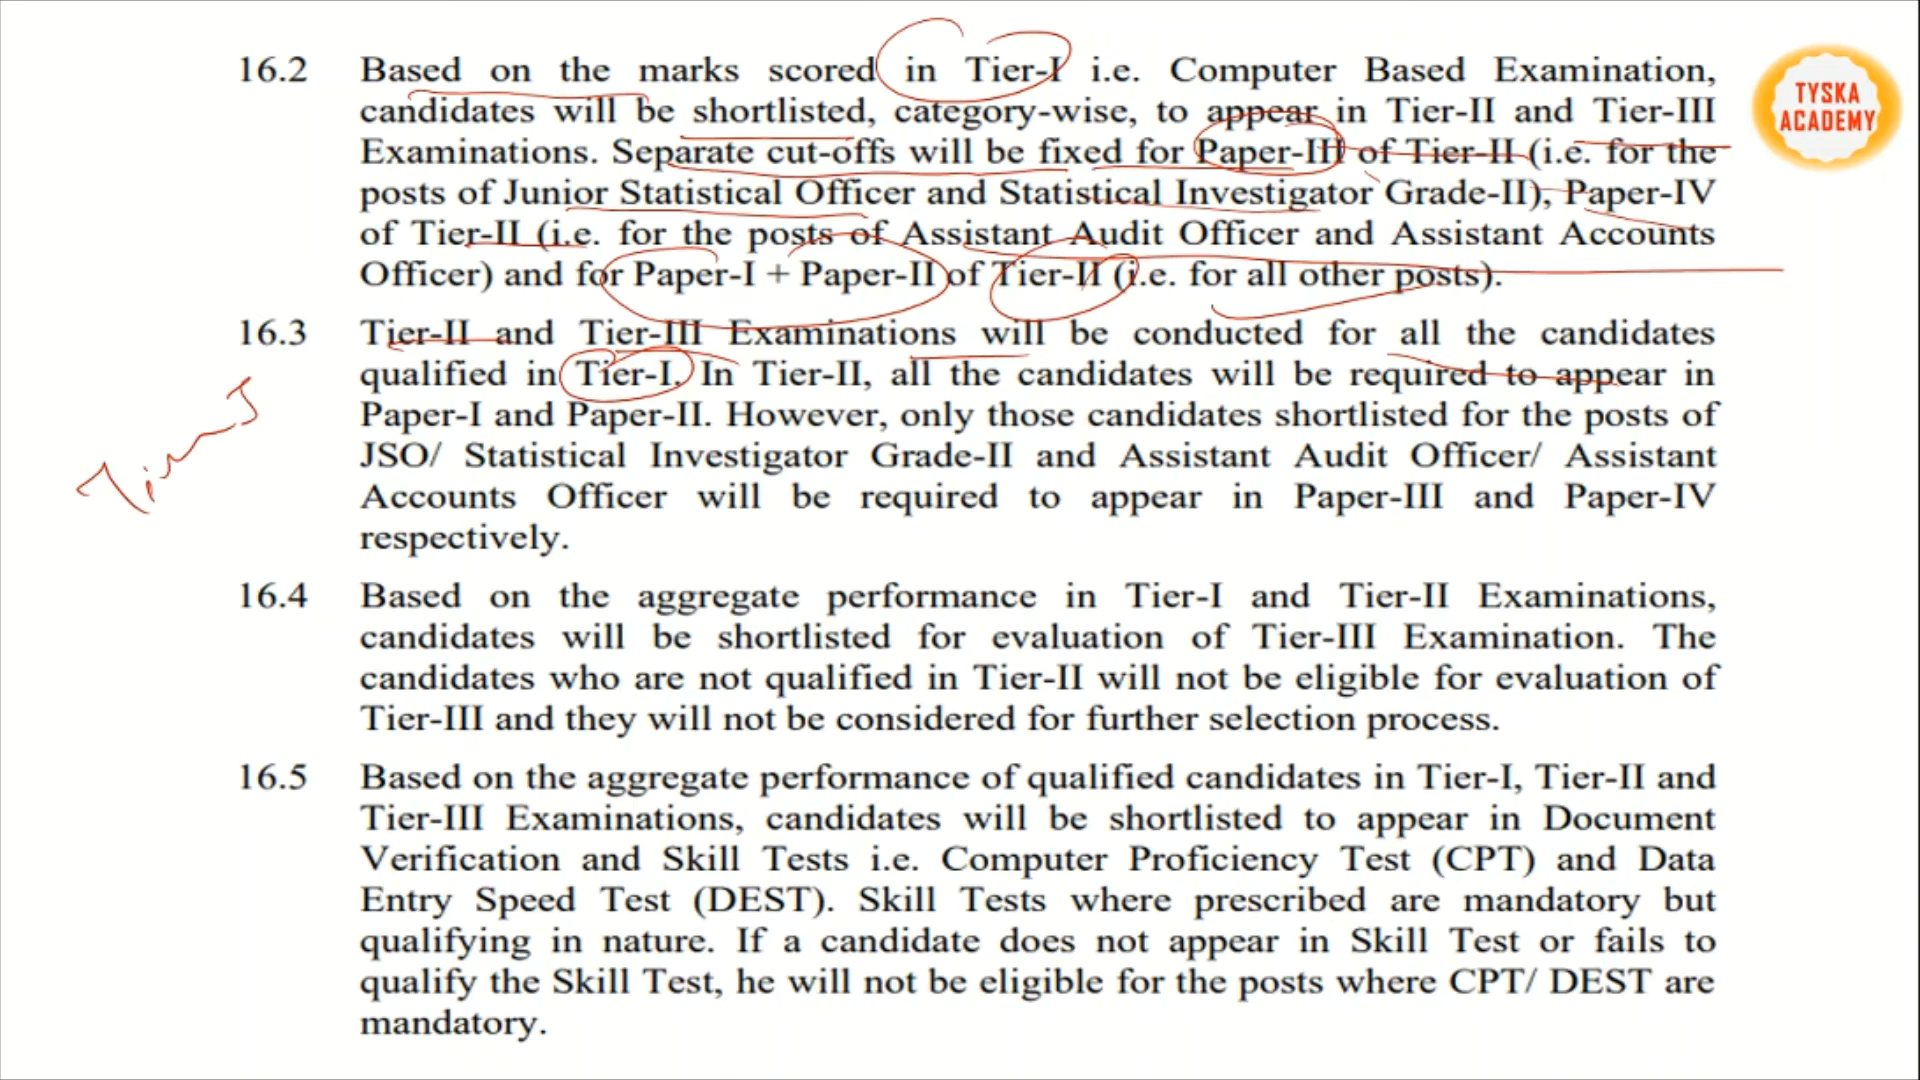 16.2 Based on the marks scored in Tier-I i.e. Computer Based Examination,
candidates will be shortlisted, category-wise, to appear in Tier-II and Tier-III
Examinations. Separate cut-offs will be fixed for Paper-III of Tier-II (i.e. for the
posts of Junior Statistical Officer and Statistical Investigator Grade-II), Paper-IV
of Tier-II (i.e. for the posts of Assistant Audit Officer and Assistant Accounts
Officer) and for Paper-I + Paper-II of Tier-II (i.e. for all other posts).
TYSKA
ACADEMY
16.3 Tier-II and Tier-III Examinations will be conducted for all the candidates
qualified in Tier-I. In Tier-II, all the candidates will be required to appear in
Paper-I and Paper-II. However, only those candidates shortlisted for the posts of
JSO/ Statistical Investigator Grade-II and Assistant Audit Officer/ Assistant
Accounts Officer will be required to appear in Paper-III and Paper-IV
respectively.
16.4 Based on the aggregate performance in Tier-I and Tier-II Examinations,
candidates will be shortlisted for evaluation of Tier-III Examination. The
candidates who are not qualified in Tier-II will not be eligible for evaluation of
Tier-III and they will not be considered for further selection process.
16.5 Based on the aggregate performance of qualified candidates in Tier-I, Tier-II and
Tier-III Examinations, candidates will be shortlisted to appear in Document
Verification and Skill Tests i.e. Computer Proficiency Test (CPT) and Data
Entry Speed Test (DEST). Skill Tests where prescribed are mandatory but
qualifying in nature. If a candidate does not appear in Skill Test or fails to
qualify the Skill Test, he will not be eligible for the posts where CPT/ DEST are
mandatory.